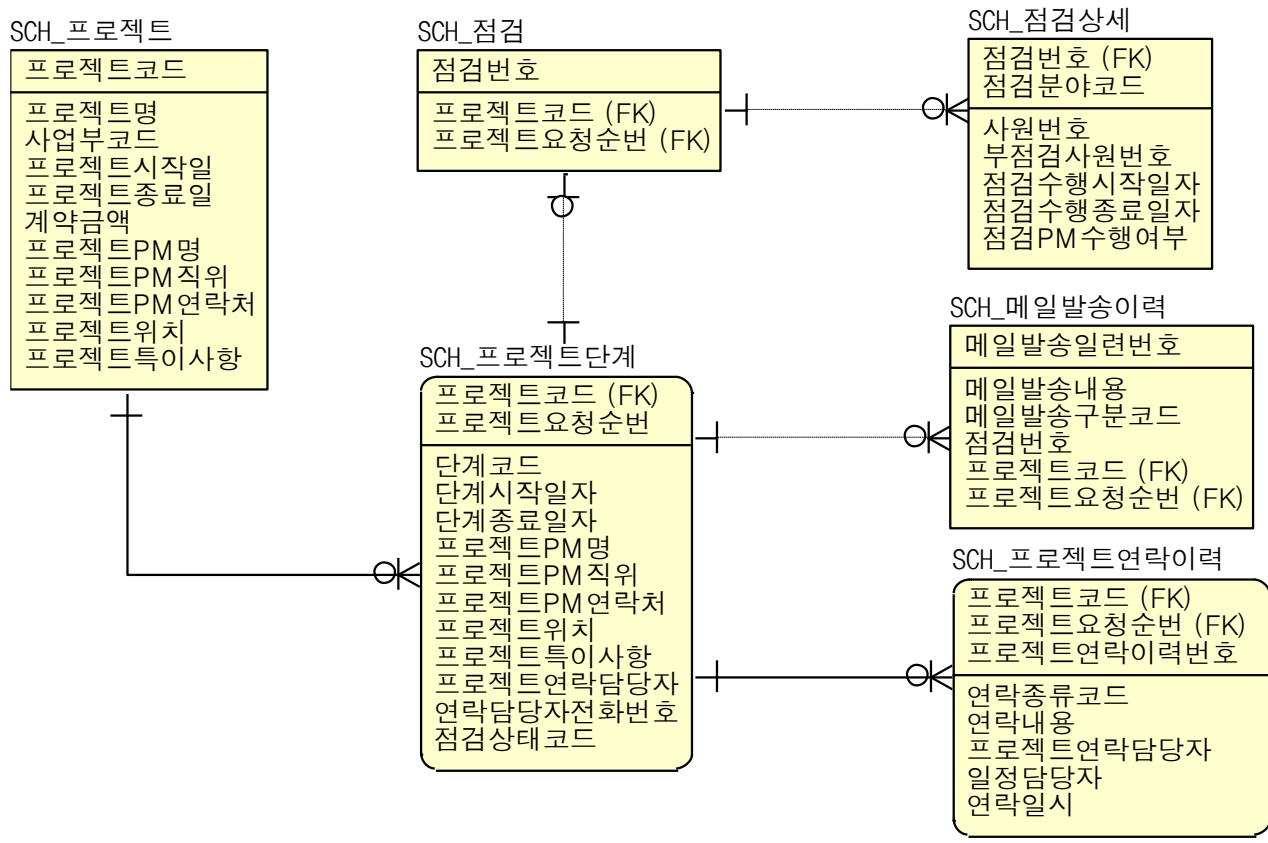 SCH_프로젝트
프로젝트코드
프로젝트명
사업부코드
프로젝트시작일
프로젝트종료일
계약금액
프로젝트PM명
프로젝트PM직위
프로젝트PM연락처
프로젝트위치
프로젝트특이사항
SCH_점검
점검번호
프로젝트코드 (FK)
프로젝트요청순번 (FK)
SCH_점검상세
점검번호 (FK)
점검분야코드
사원번호
부점검사원번호
점검수행시작일자
점검수행종료일자
점검PM수행여부
SCH_프로젝트단계
프로젝트코드 (FK)
프로젝트요청순번
단계코드
단계시작일자
단계종료일자
프로젝트PM명
프로젝트PM직위
프로젝트PM연락처
프로젝트위치
프로젝트특이사항
프로젝트연락담당자
연락담당자전화번호
점검상태코드
SCH_메일발송이력
메일발송일련번호
메일발송내용
메일발송구분코드
점검번호
프로젝트코드 (FK)
프로젝트요청순번 (FK)
SCH_프로젝트연락이력
프로젝트코드 (FK)
프로젝트요청순번 (FK)
프로젝트연락이력번호
연락종류코드
연락내용
프로젝트연락담당자
일정담당자
연락일시